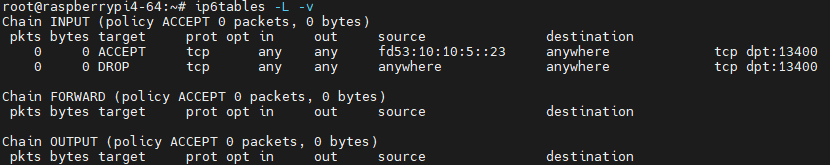 root@raspberrypi4-64:~# ip6tables -L -v
Chain INPUT (policy ACCEPT 0 packets, 0 bytes)
 pkts bytes target     prot opt in     out     source               destination
    0     0 ACCEPT     tcp      any    any     fd53:10:10:5::23     anywhere             tcp dpt:13400
    0     0 DROP       tcp      any    any     anywhere             anywhere             tcp dpt:13400
Chain FORWARD (policy ACCEPT 0 packets, 0 bytes)
 pkts bytes target     prot opt in     out     source               destination
Chain OUTPUT (policy ACCEPT 0 packets, 0 bytes)
 pkts bytes target     prot opt in     out     source               destination